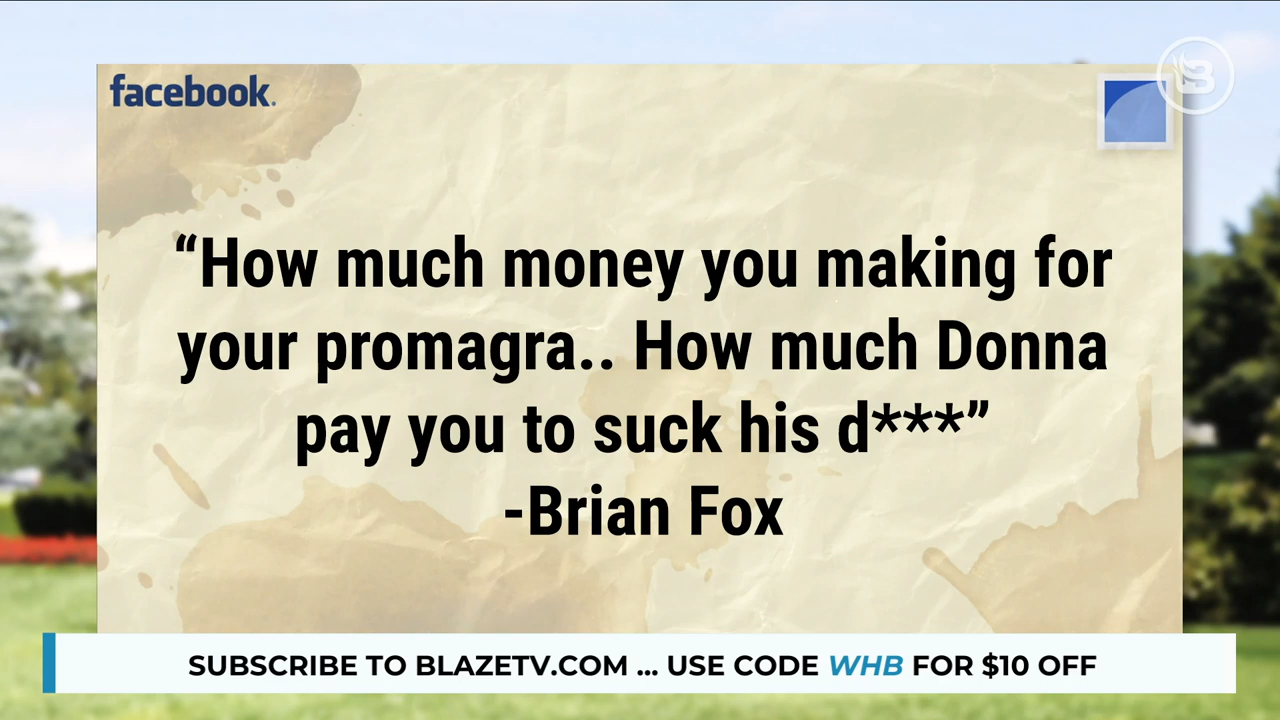 facebook.
B
“How much money you making for
your promagra.. How much Donna
pay you to suck his d***”
-Brian Fox
SUBSCRIBE TO BLAZETV.COM ... USE CODE WHB FOR $10 OFF